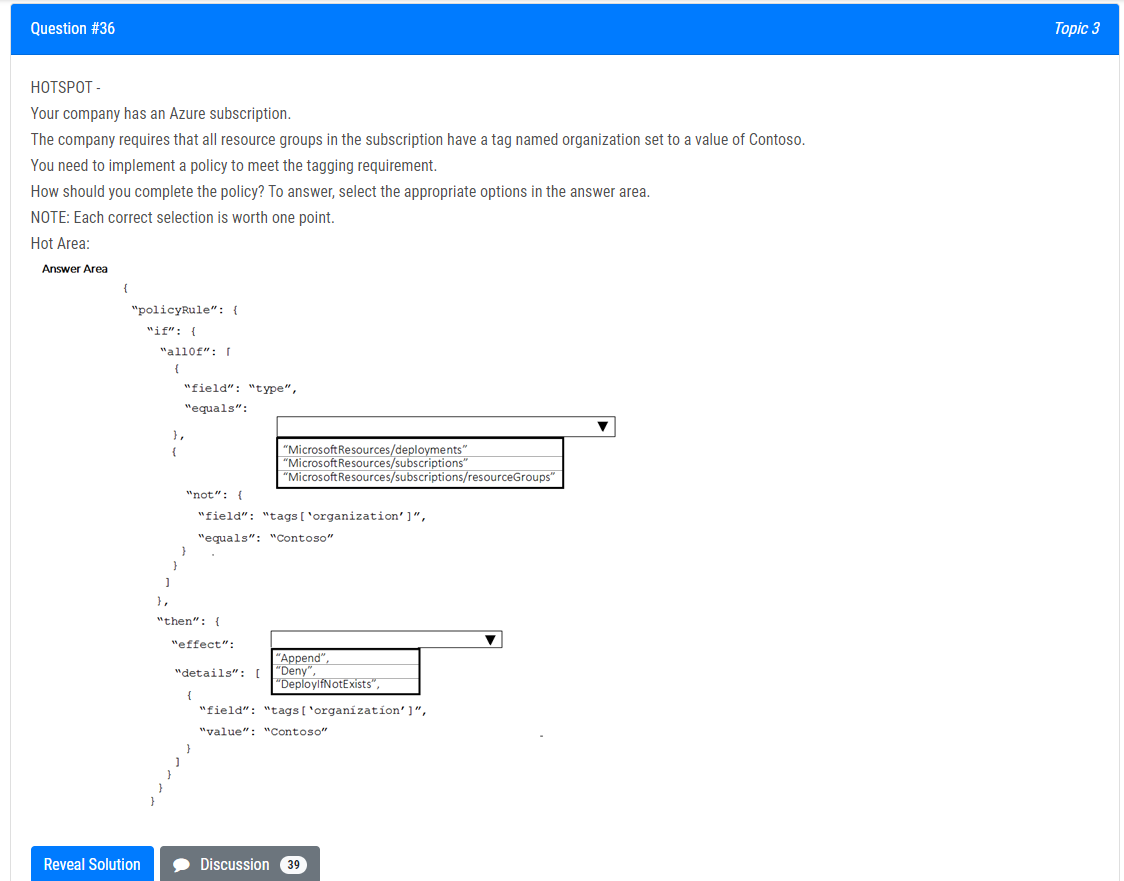 Question #36
Topic 3
HOTSPOT -
Your company has an Azure subscription.
The company requires that all resource groups in the subscription have a tag named organization set to a value of Contoso.
You need to implement a policy to meet the tagging requirement.
How should you complete the policy? To answer, select the appropriate options in the answer area.
NOTE: Each correct selection is worth one point.
Hot Area:
Answer Area
{
“policyRule”: {
“if”: {
“allOf”: [
{
“field”: “type”,
“equals”:
},
{
“MicrosoftResources/deployments”
“MicrosoftResources/subscriptions”
“MicrosoftResources/subscriptions/resourceGroups”
“not”: {
“field”: “tags[‘organization’]”,
“equals”: “Contoso”
}
}
]
},
“then”: {
“effect”:
“Append”,
“Deny”,
“DeployIfNotExists”,
“details”: [
{
“field”: “tags[‘organization’]”,
“value”: “Contoso”
}
]
}
}
}
Reveal Solution
Discussion 39